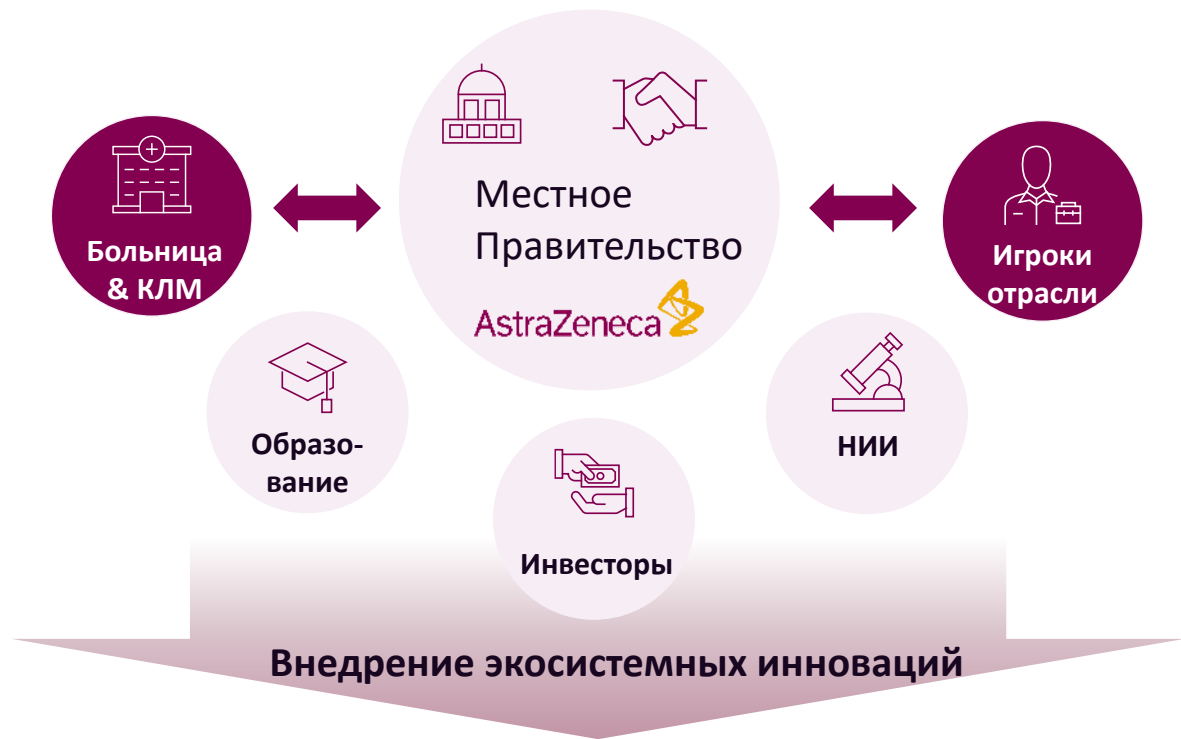 Местное
Правительство
AstraZeneca
Больница
& КЛМ
Игроки
отрасли
Образо-
вание
НИИ
Инвесторы
Внедрение экосистемных инноваций